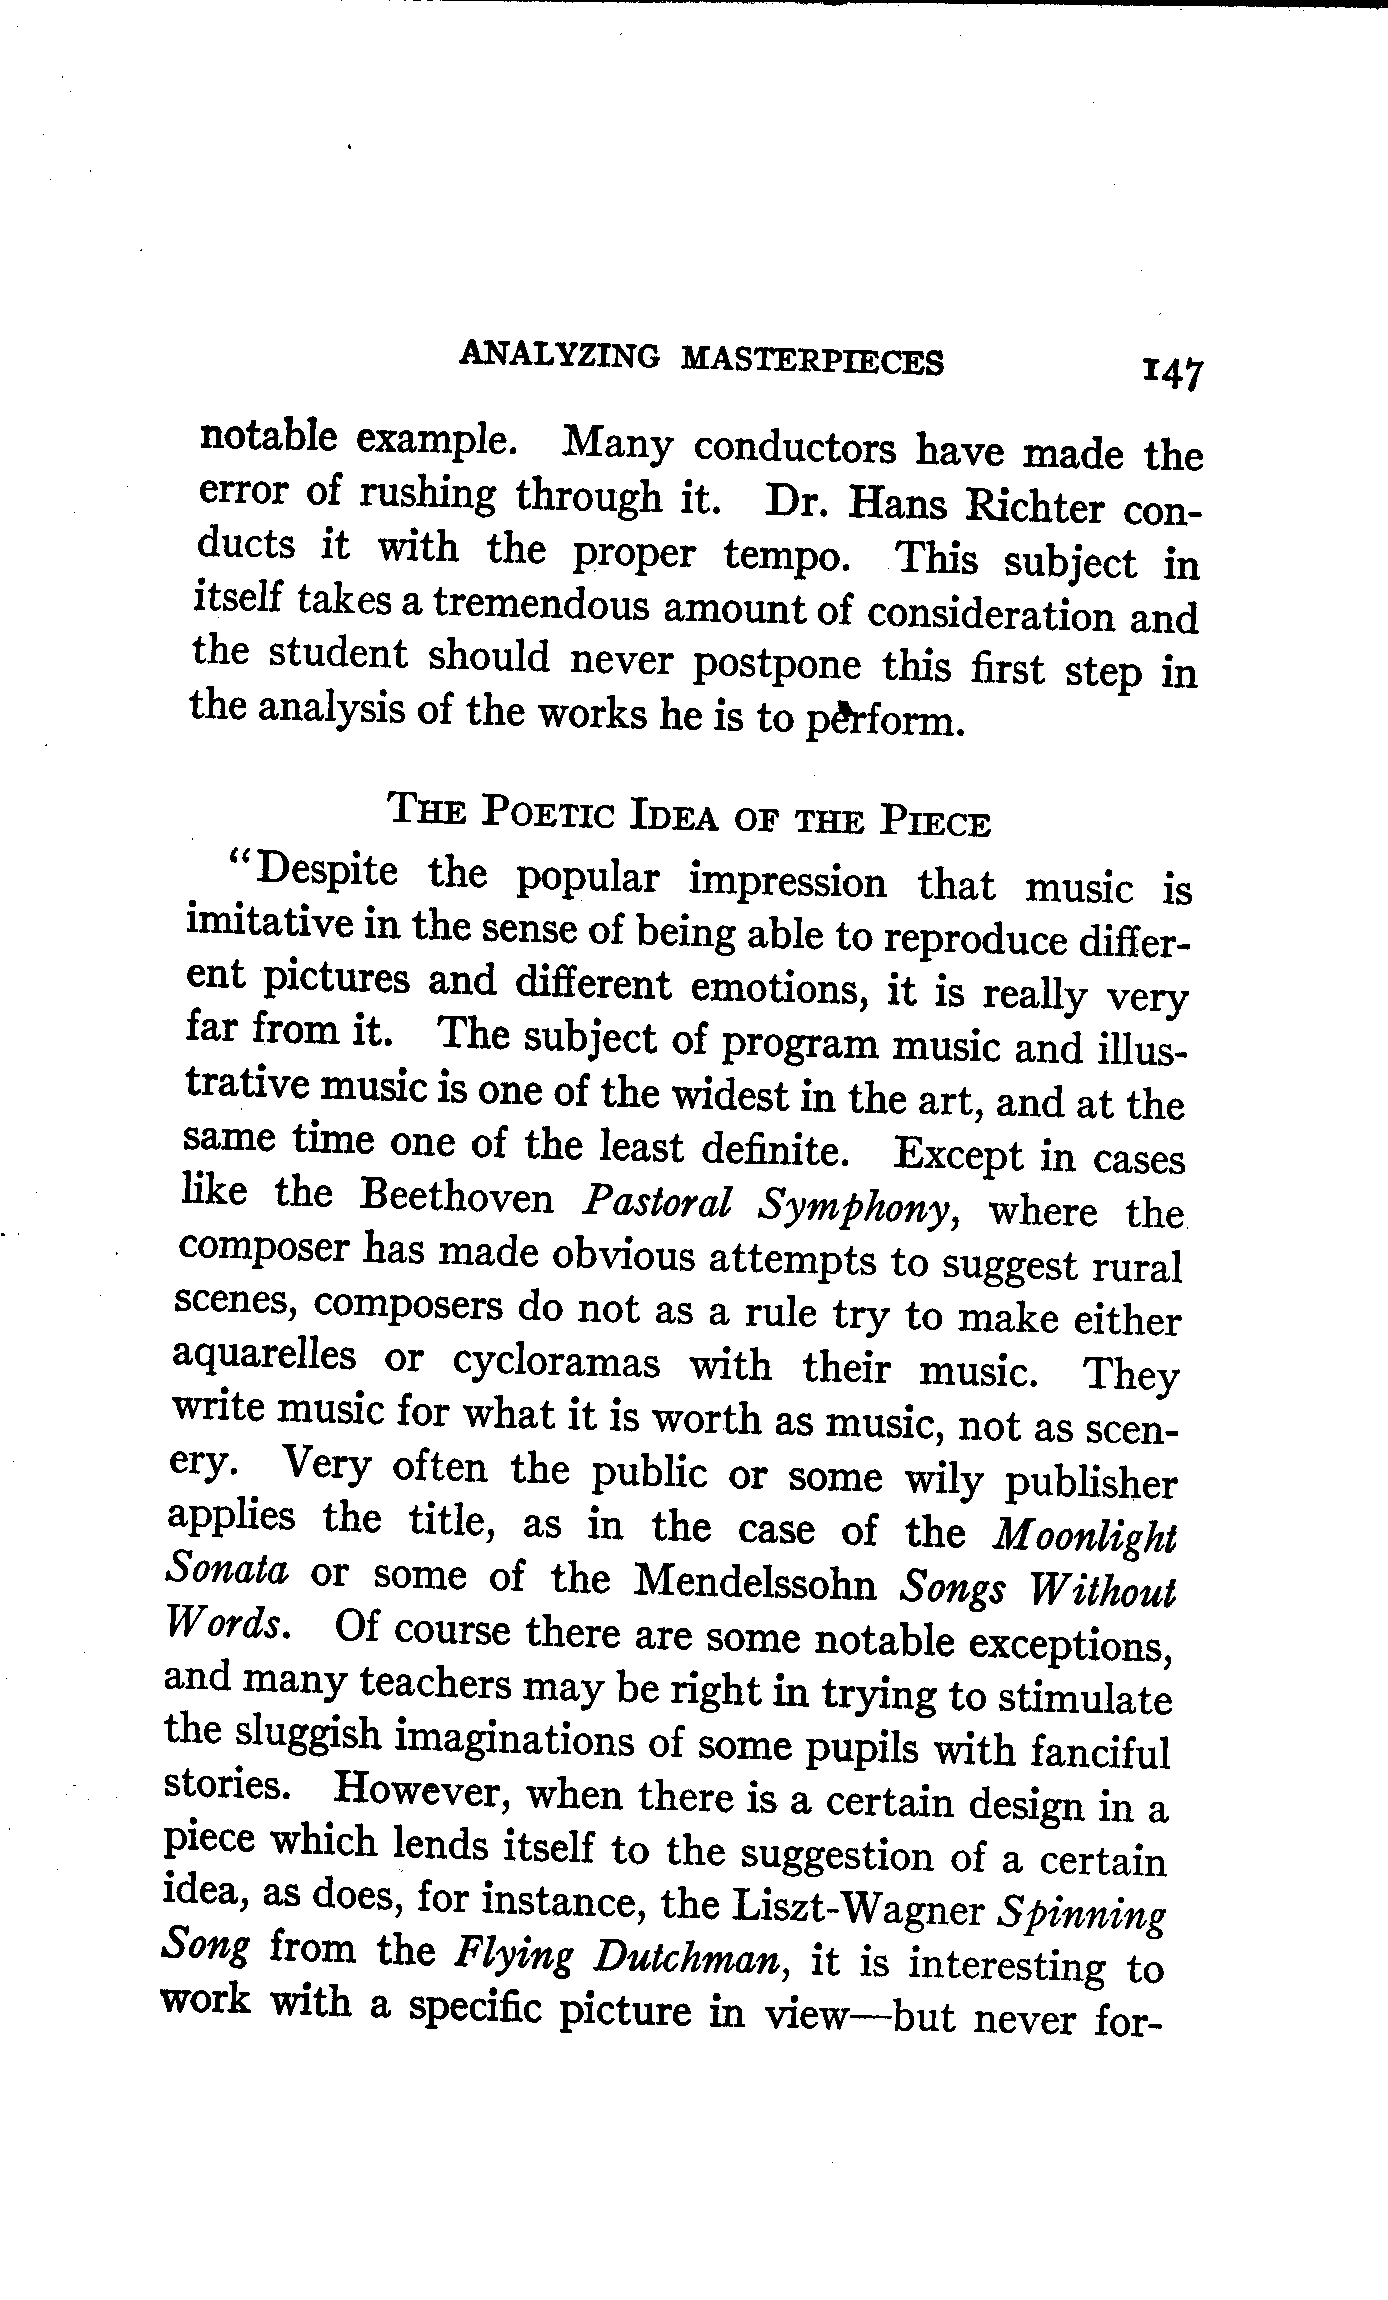 ANALYZING MASTERPIECES 147
notable example. Many conductors have made the
error of rushing through it. Dr. Hans Richter con-
ducts it with the proper tempo. This subject in
itself takes a tremendous amount of consideration and
the student should never postpone this first step in
the analysis of the works he is to perform.
THE POETIC IDEA OF THE PIECE
“Despite the popular impression that music is
imitative in the sense of being able to reproduce differ-
ent pictures and different emotions, it is really very
far from it. The subject of program music and illus-
trative music is one of the widest in the art, and at the
same time one of the least definite. Except in cases
like the Beethoven Pastoral Symphony, where the
composer has made obvious attempts to suggest rural
scenes, composers do not as a rule try to make either
aquarelles or cycloramas with their music. They
write music for what it is worth as music, not as scen-
ery. Very often the public or some wily publisher
applies the title, as in the case of the Moonlight
Sonata or some of the Mendelssohn Songs Without
Words. Of course there are some notable exceptions,
and many teachers may be right in trying to stimulate
the sluggish imaginations of some pupils with fanciful
stories. However, when there is a certain design in a
piece which lends itself to the suggestion of a certain
idea, as does, for instance, the Liszt-Wagner Spinning
Song from the Flying Dutchman, it is interesting to
work with a specific picture in view—but never for-